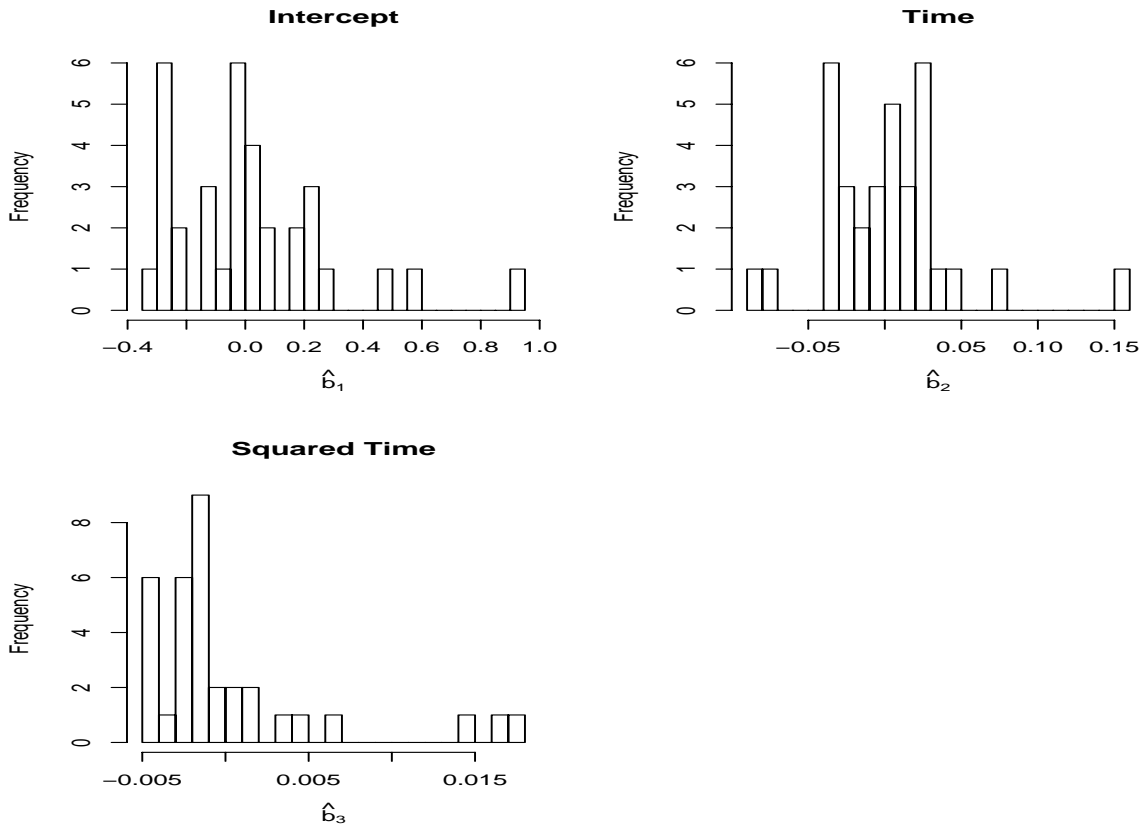 Intercept
Frequency
0 1 2 3 4 5 6
−0.4 0.0 0.2 0.4 0.6 0.8 1.0
b̂₁
Time
Frequency
0 1 2 3 4 5 6
−0.05 0.05 0.10 0.15
b̂₂
Squared Time
Frequency
0 2 4 6 8
−0.005 0.005 0.015
b̂₃